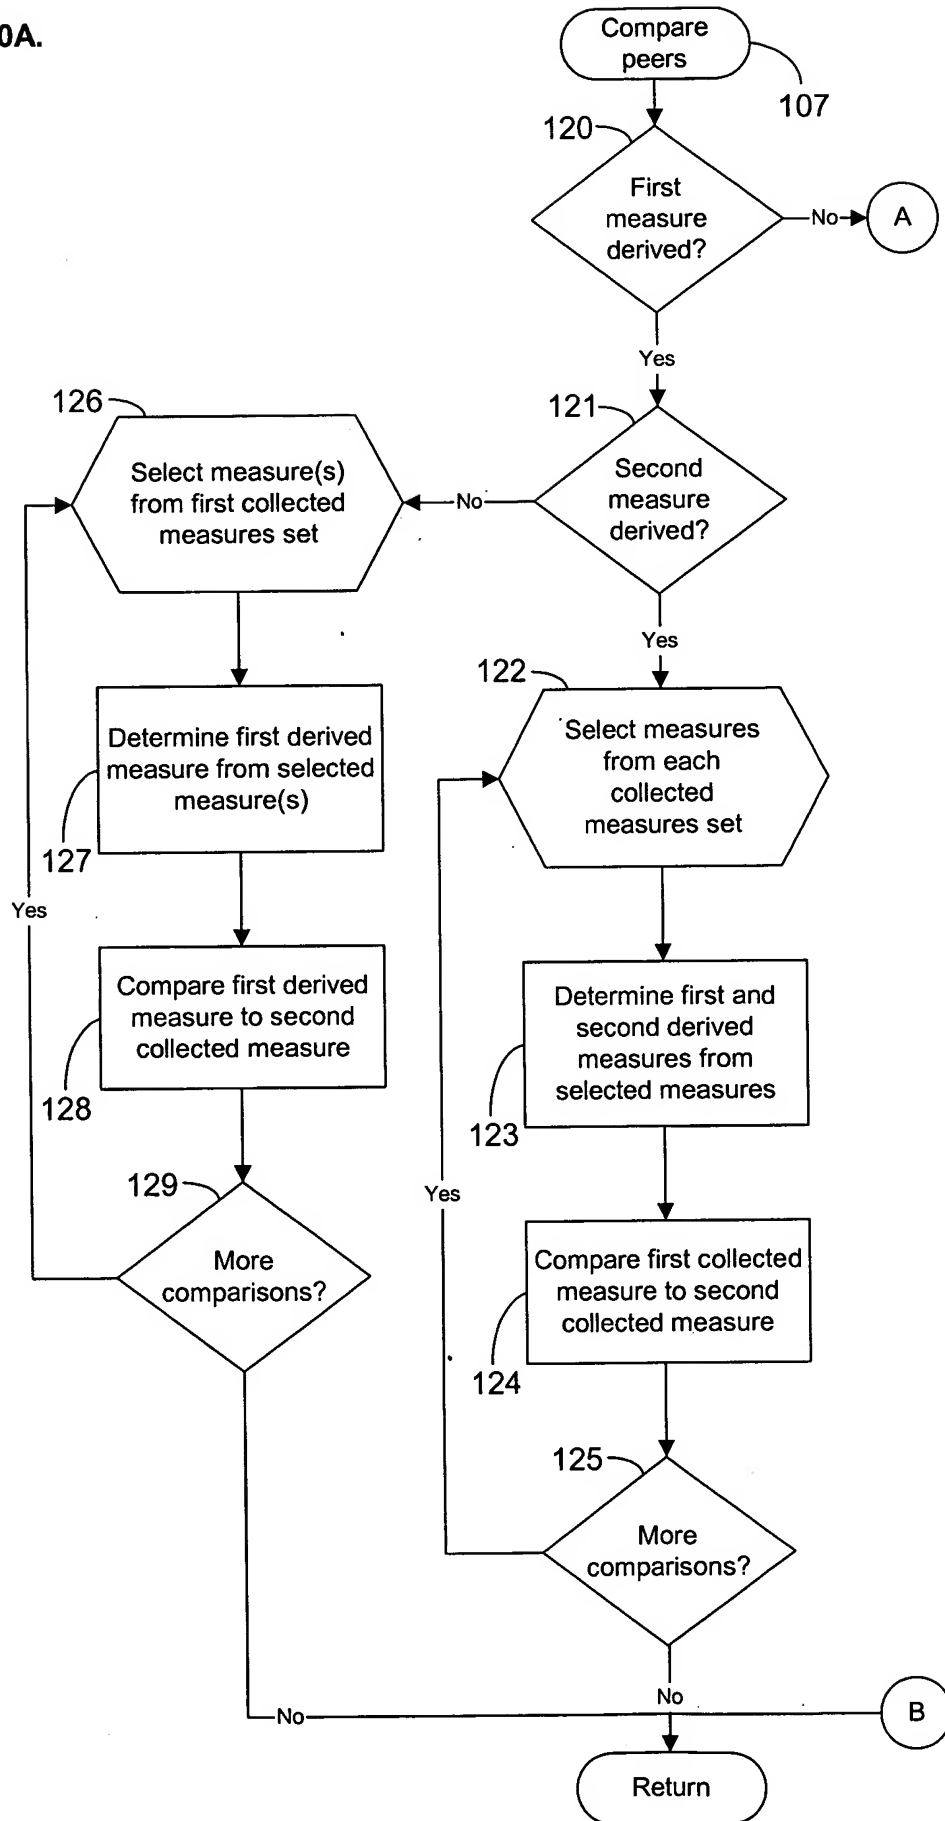 0A.
Compare
peers
107
120
First
measure
derived?
No
A
Yes
126
121
Select measure(s)
from first collected
measures set
No
Second
measure
derived?
Yes
122
Select measures
from each
collected
measures set
Determine first derived
measure from selected
measure(s)
127
Yes
Compare first derived
measure to second
collected measure
128
Determine first and
second derived
measures from
selected measures
123
129
Yes
More
comparisons?
Compare first collected
measure to second
collected measure
124
125
More
comparisons?
No
No
B
Return